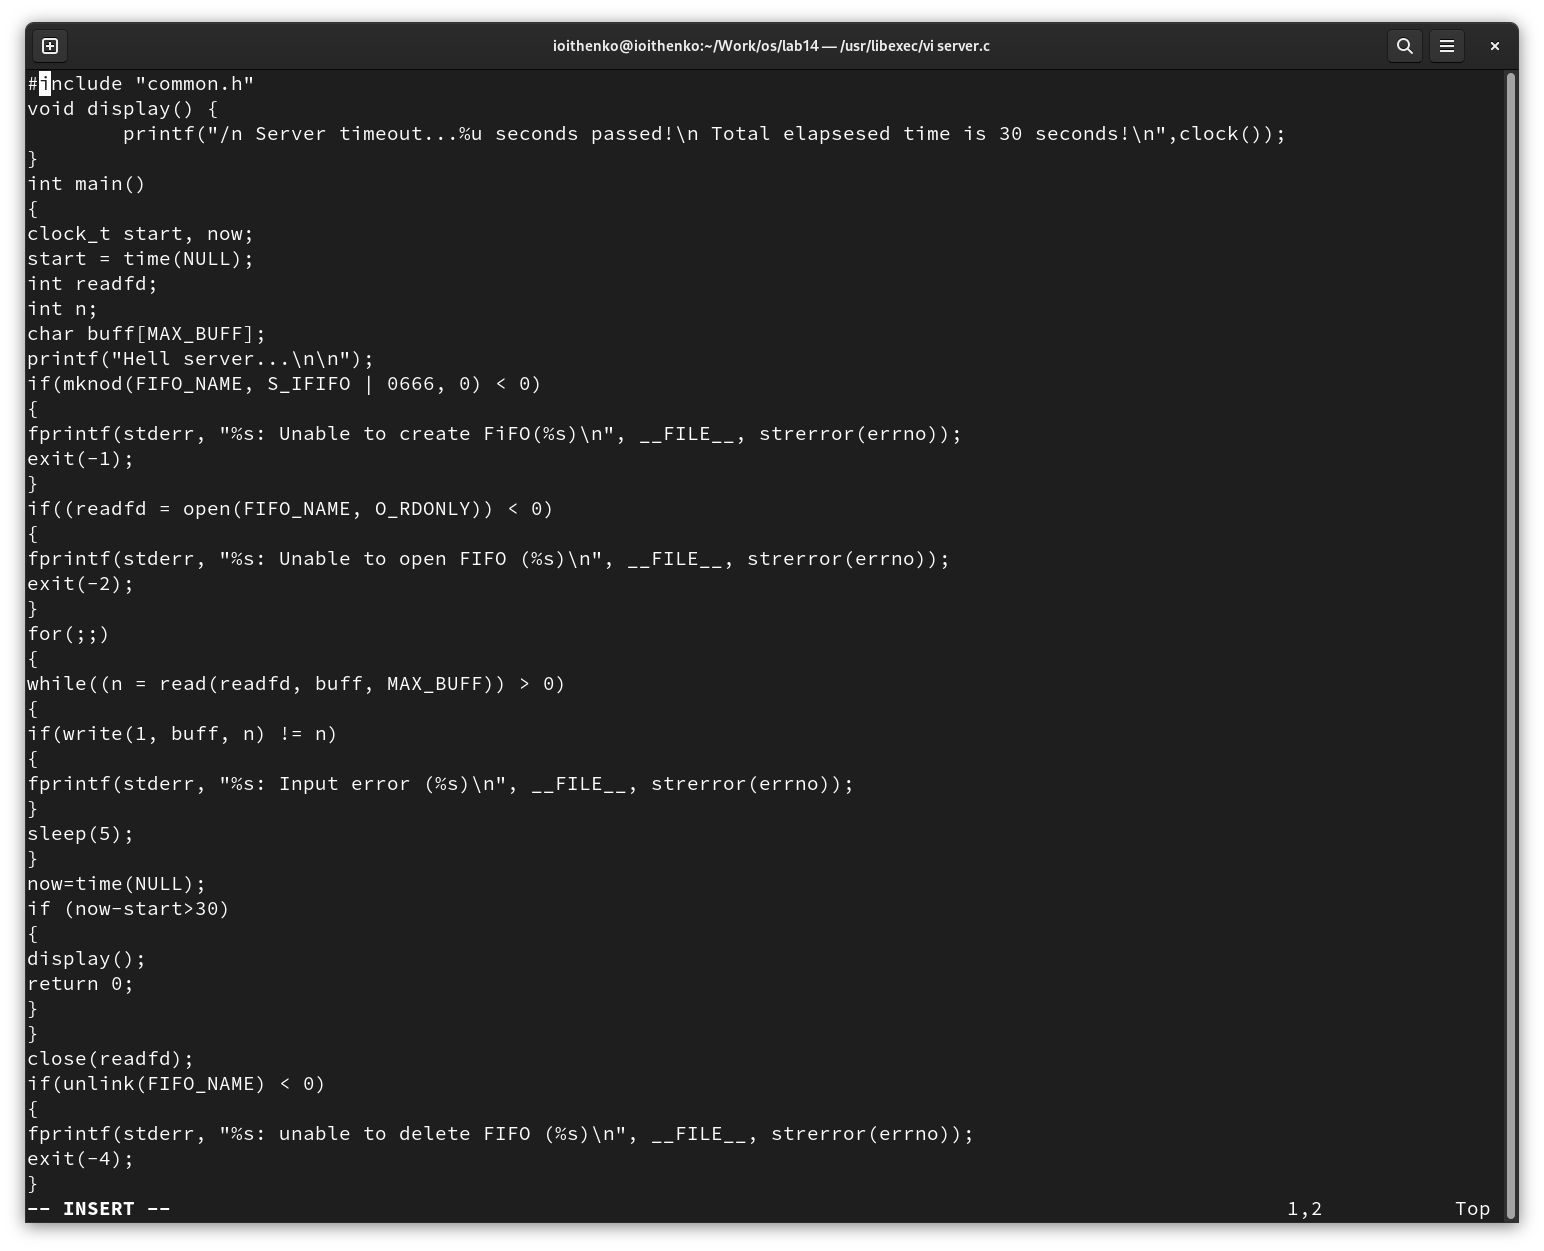 ioithenko@ioithenko:~/Work/os/lab14 — /usr/libexec/vi server.c
#include "common.h"
void display() {
        printf("/n Server timeout...%u seconds passed!\n Total elapsesed time is 30 seconds!\n",clock());
}
int main()
{
clock_t start, now;
start = time(NULL);
int readfd;
int n;
char buff[MAX_BUFF];
printf("Hell server...\n\n");
if(mknod(FIFO_NAME, S_IFIFO | 0666, 0) < 0)
{
fprintf(stderr, "%s: Unable to create FiFO(%s)\n", __FILE__, strerror(errno));
exit(-1);
}
if((readfd = open(FIFO_NAME, O_RDONLY)) < 0)
{
fprintf(stderr, "%s: Unable to open FIFO (%s)\n", __FILE__, strerror(errno));
exit(-2);
}
for(;;)
{
while((n = read(readfd, buff, MAX_BUFF)) > 0)
{
if(write(1, buff, n) != n)
{
fprintf(stderr, "%s: Input error (%s)\n", __FILE__, strerror(errno));
}
sleep(5);
}
now=time(NULL);
if (now-start>30)
{
display();
return 0;
}
}
close(readfd);
if(unlink(FIFO_NAME) < 0)
{
fprintf(stderr, "%s: unable to delete FIFO (%s)\n", __FILE__, strerror(errno));
exit(-4);
}
-- INSERT -- 1,2 Top